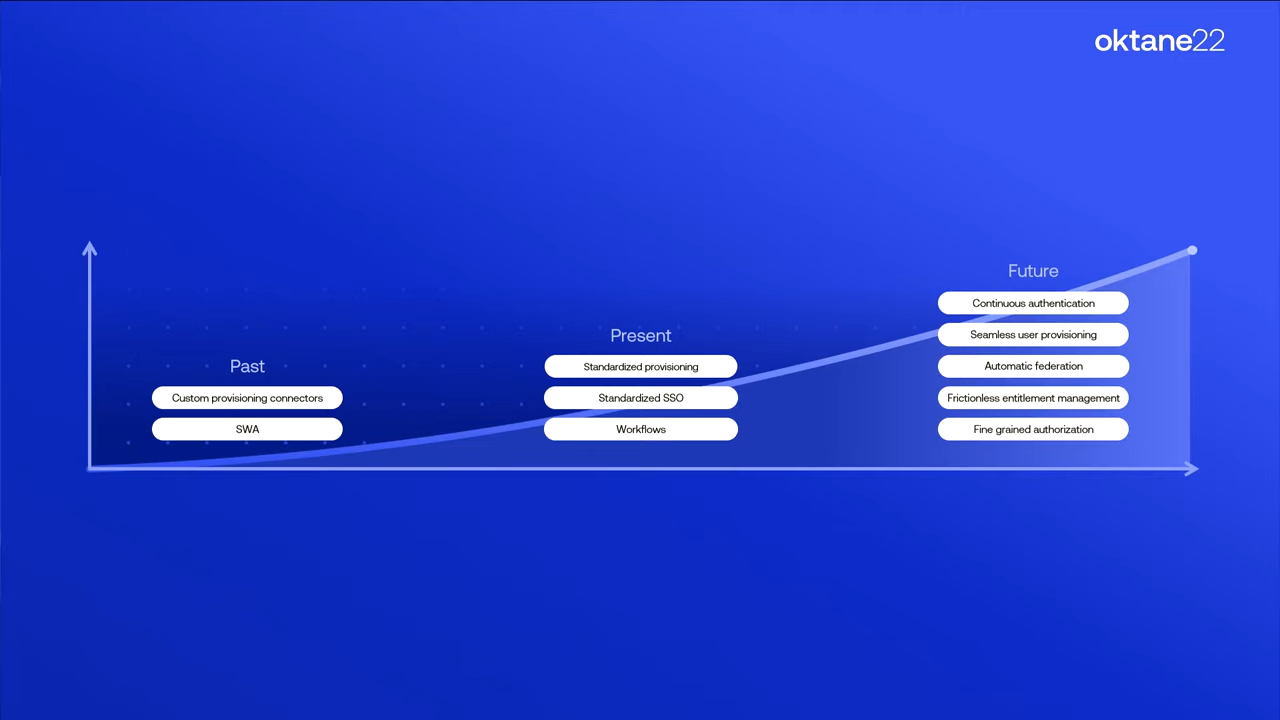 oktane22
Past
Custom provisioning connectors
SWA
Present
Standardized provisioning
Standardized SSO
Workflows
Future
Continuous authentication
Seamless user provisioning
Automatic federation
Frictionless entitlement management
Fine grained authorization